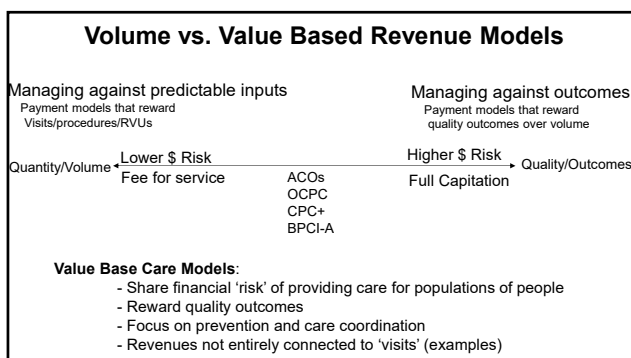 Volume vs. Value Based Revenue Models
Managing against predictable inputs
Payment models that reward
Visits/procedures/RVUs
Managing against outcomes
Payment models that reward
quality outcomes over volume
Quantity/Volume
Lower $ Risk
Fee for service
Higher $ Risk
Full Capitation
Quality/Outcomes
ACOs
OCPC
CPC+
BPCI-A
Value Base Care Models:
- Share financial ‘risk’ of providing care for populations of people
- Reward quality outcomes
- Focus on prevention and care coordination
- Revenues not entirely connected to ‘visits’ (examples)